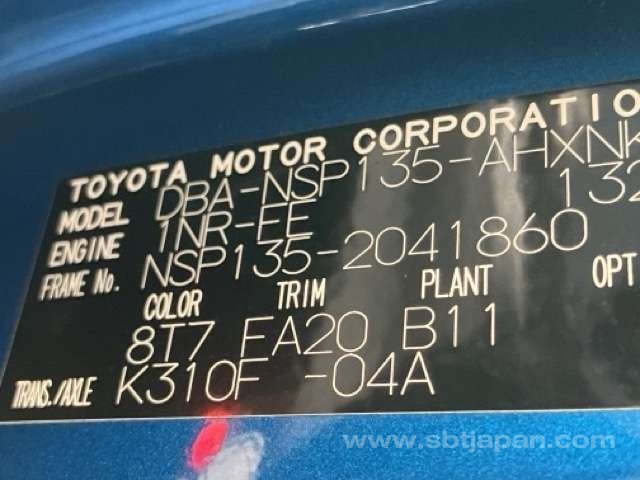 TOYOTA MOTOR CORPORATIO
MODEL DBA-NSP135-AHXNK
ENGINE 1NR-FE 132
FRAME No. NSP135-2041860
COLOR TRIM PLANT OPT
8T7 FA20 B11
TRANS./AXLE K310F -04A
www.sbtjapan.com